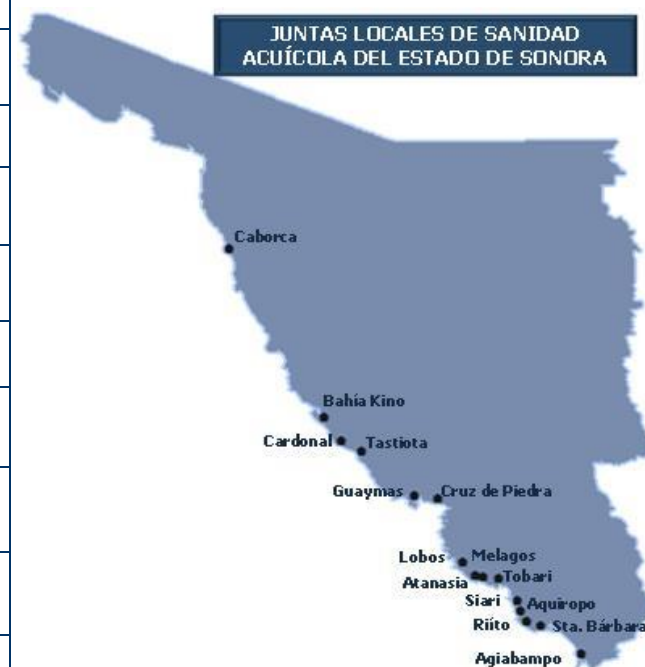 JUNTAS LOCALES DE SANIDAD
ACUÍCOLA DEL ESTADO DE SONORA
Caborca
Bahía Kino
Cardonal
Tastiota
Guaymas
Cruz de Piedra
Lobos
Melagos
Atanasia
Tobari
Siari
Aquiropo
Riíto
Sta. Bárbara
Agiabampo